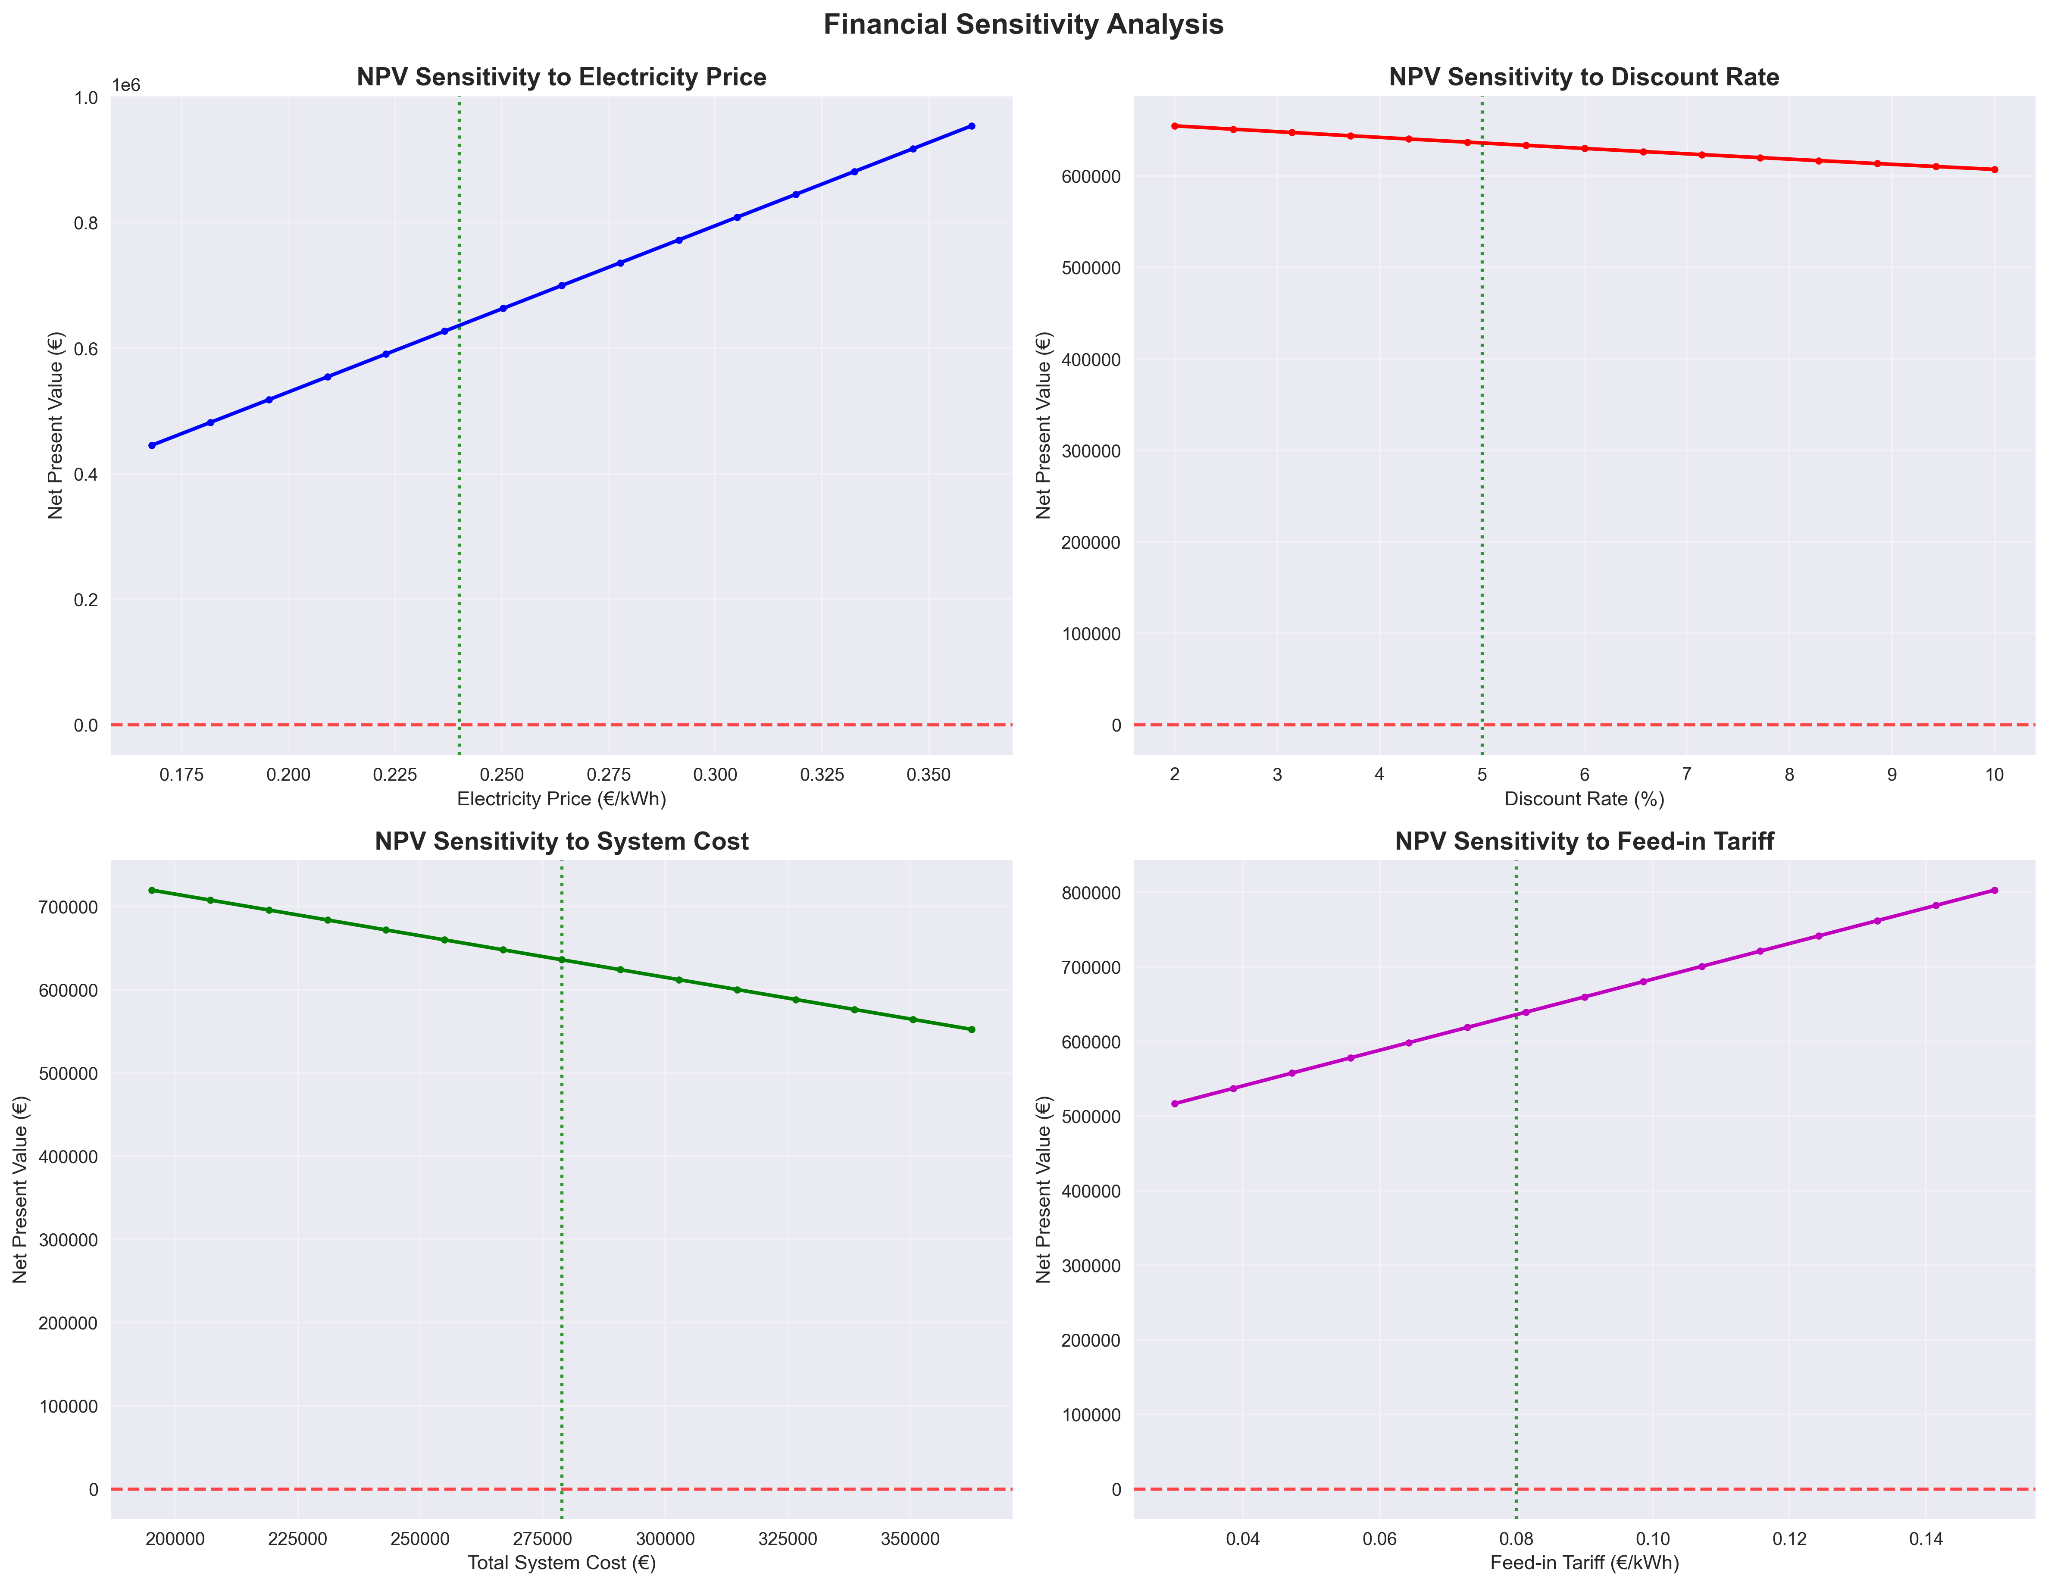 Financial Sensitivity Analysis
NPV Sensitivity to Electricity Price
1e6
1.0
0.8
0.6
0.4
0.2
0.0
Net Present Value (€)
0.175 0.200 0.225 0.250 0.275 0.300 0.325 0.350
Electricity Price (€/kWh)
NPV Sensitivity to Discount Rate
600000
500000
400000
300000
200000
100000
0
Net Present Value (€)
2 3 4 5 6 7 8 9 10
Discount Rate (%)
NPV Sensitivity to System Cost
700000
600000
500000
400000
300000
200000
100000
0
Net Present Value (€)
200000 225000 250000 275000 300000 325000 350000
Total System Cost (€)
NPV Sensitivity to Feed-in Tariff
800000
700000
600000
500000
400000
300000
200000
100000
0
Net Present Value (€)
0.04 0.06 0.08 0.10 0.12 0.14
Feed-in Tariff (€/kWh)